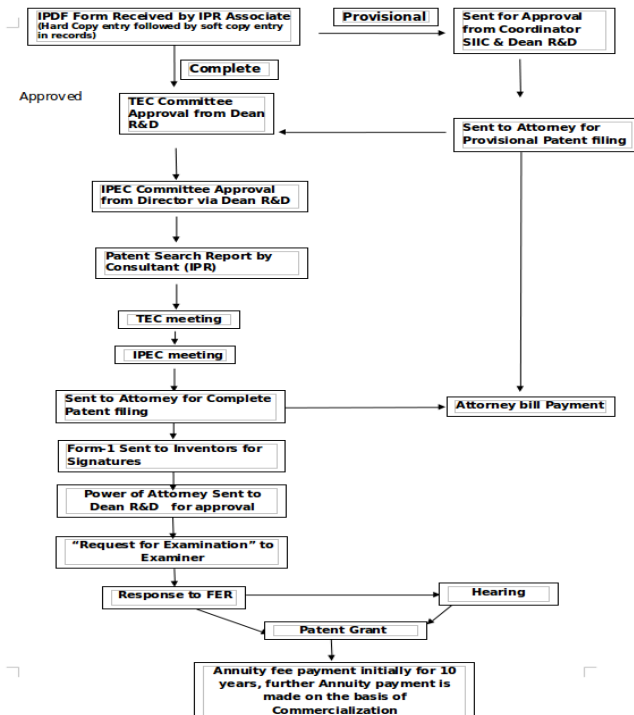 IPDF Form Received by IPR Associate
(Hard Copy entry followed by soft copy entry
in records)
Provisional
Sent for Approval
from Coordinator
SIIC & Dean R&D
Complete
Approved
TEC Committee
Approval from Dean
R&D
Sent to Attorney for
Provisional Patent filing
IPEC Committee Approval
from Director via Dean R&D
Patent Search Report by
Consultant (IPR)
TEC meeting
IPEC meeting
Sent to Attorney for Complete
Patent filing
Attorney bill Payment
Form-1 Sent to Inventors for
Signatures
Power of Attorney Sent to
Dean R&D for approval
“Request for Examination” to
Examiner
Response to FER
Hearing
Patent Grant
Annuity fee payment initially for 10
years, further Annuity payment is
made on the basis of
Commercialization